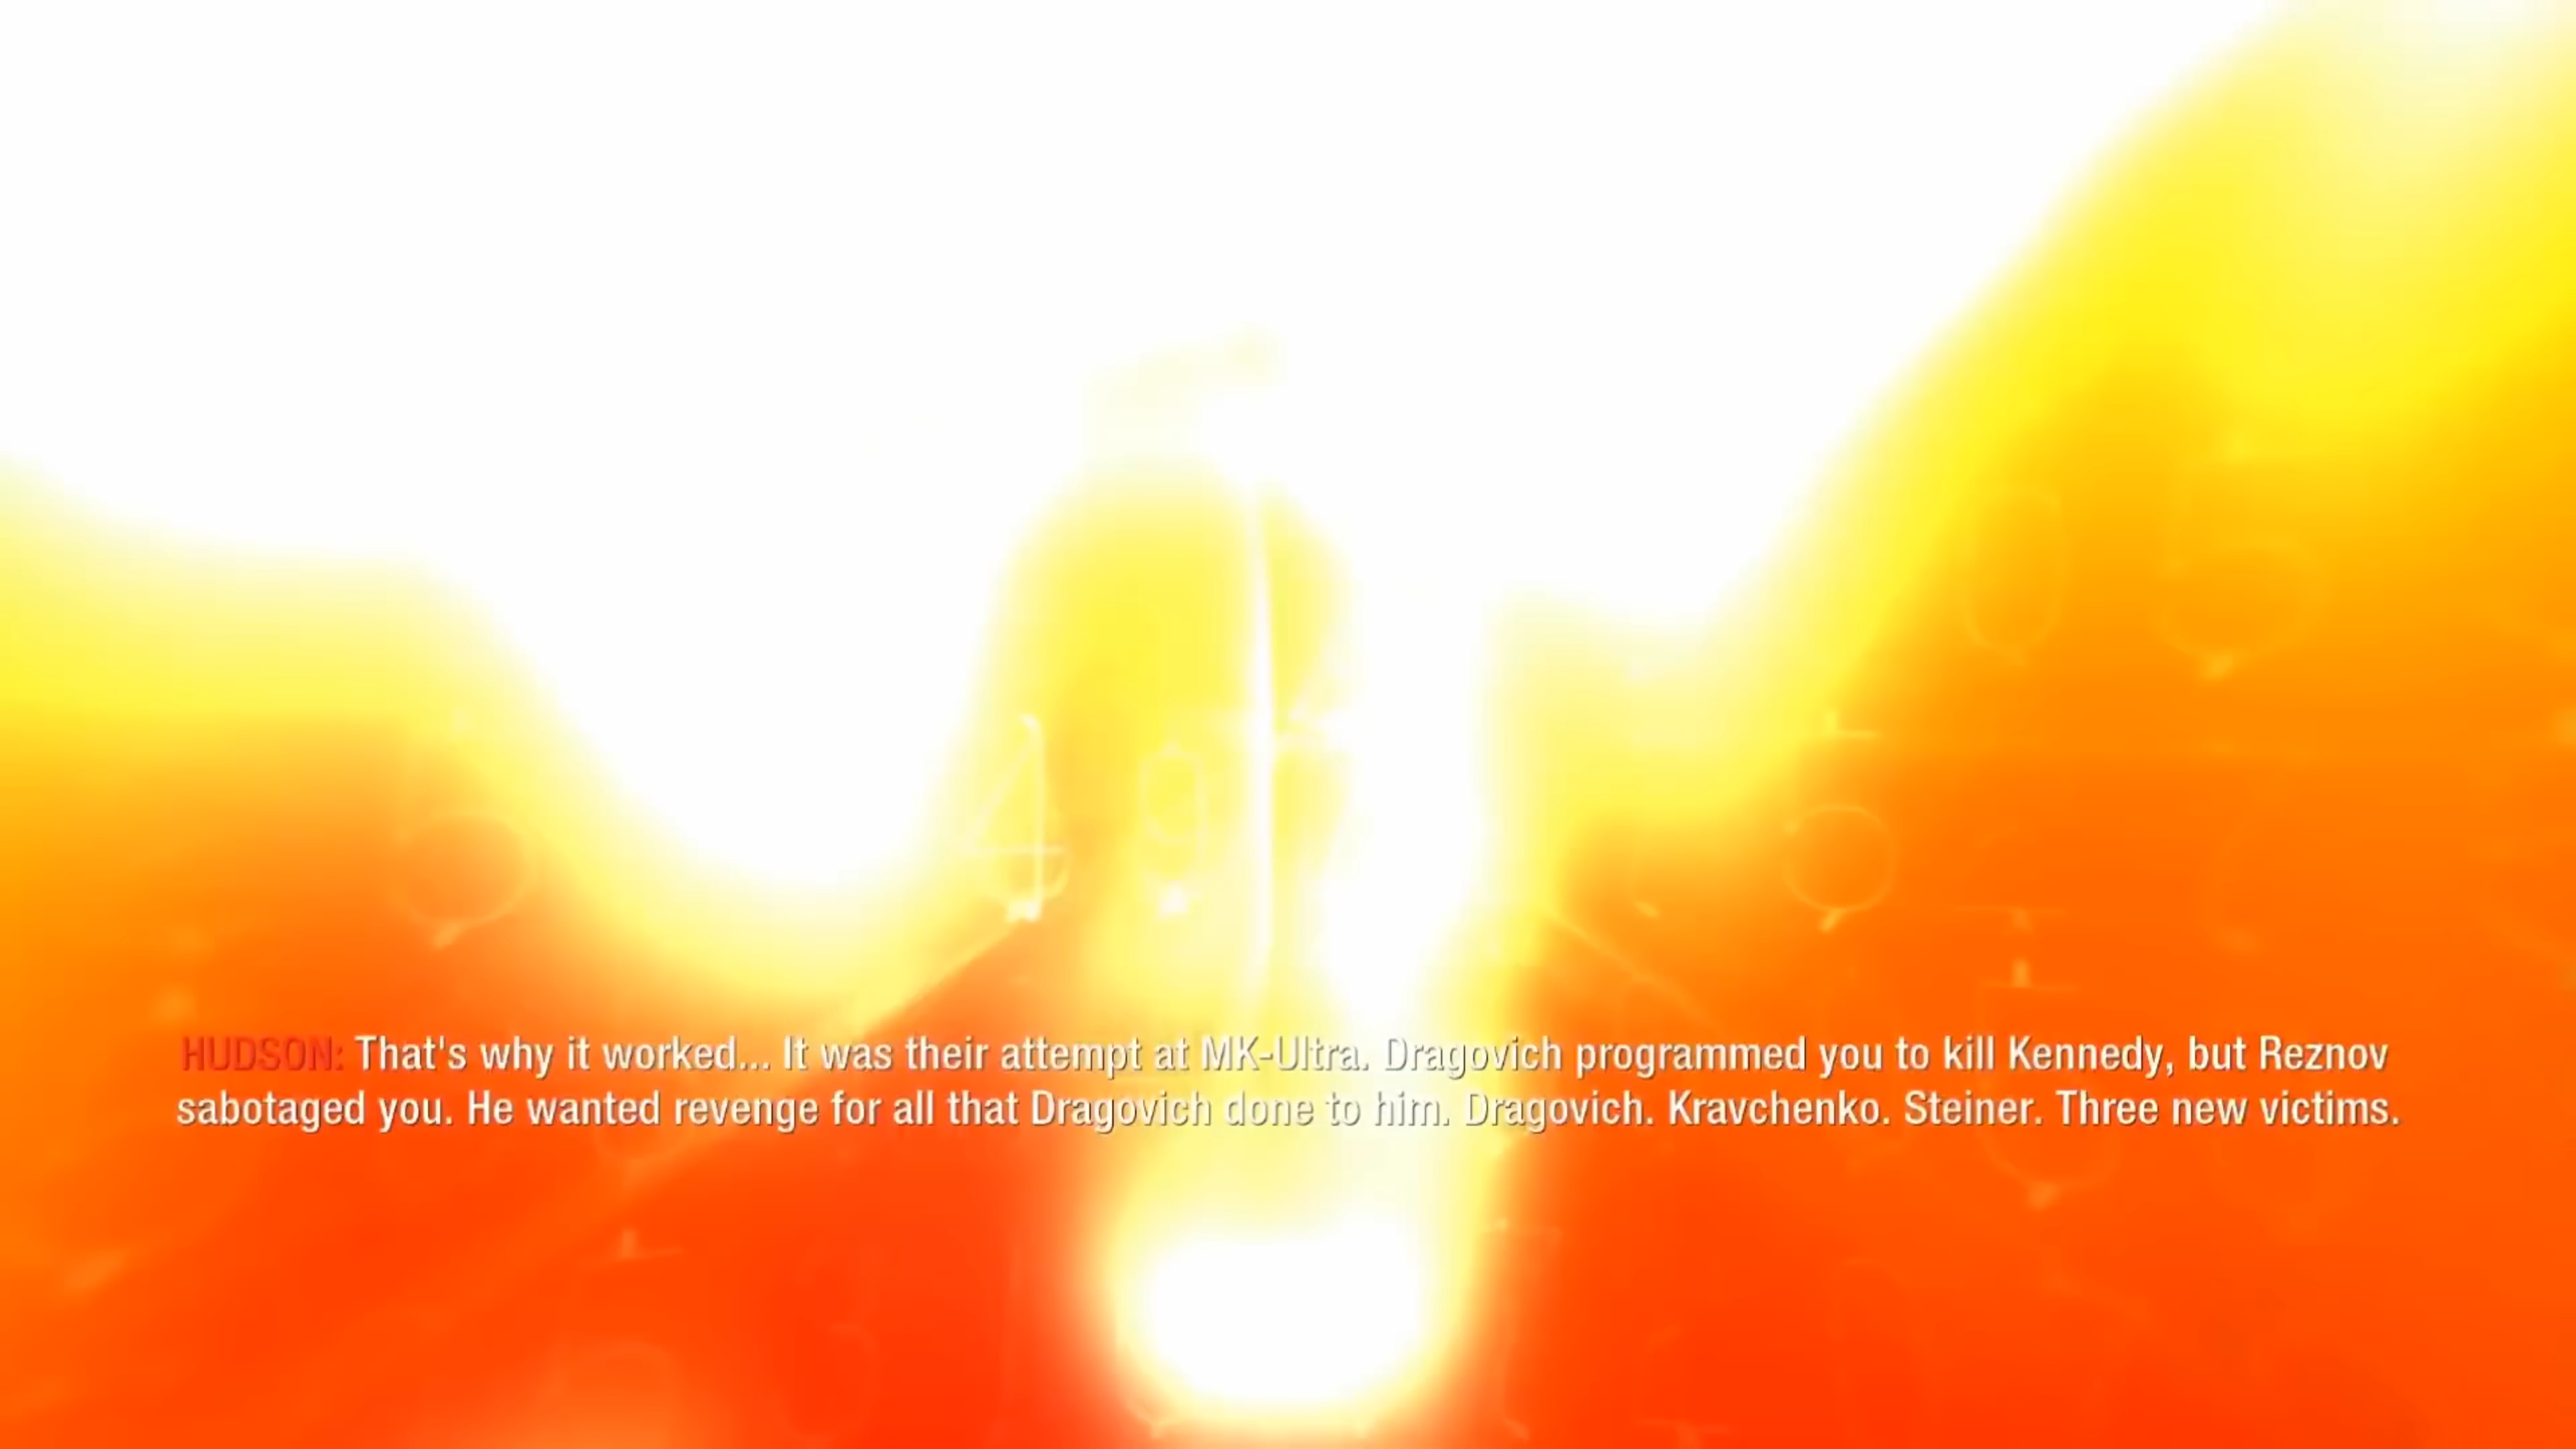 4 9
HUDSON: That's why it worked... It was their attempt at MK-Ultra. Dragovich programmed you to kill Kennedy, but Reznov
sabotaged you. He wanted revenge for all that Dragovich done to him. Dragovich. Kravchenko. Steiner. Three new victims.